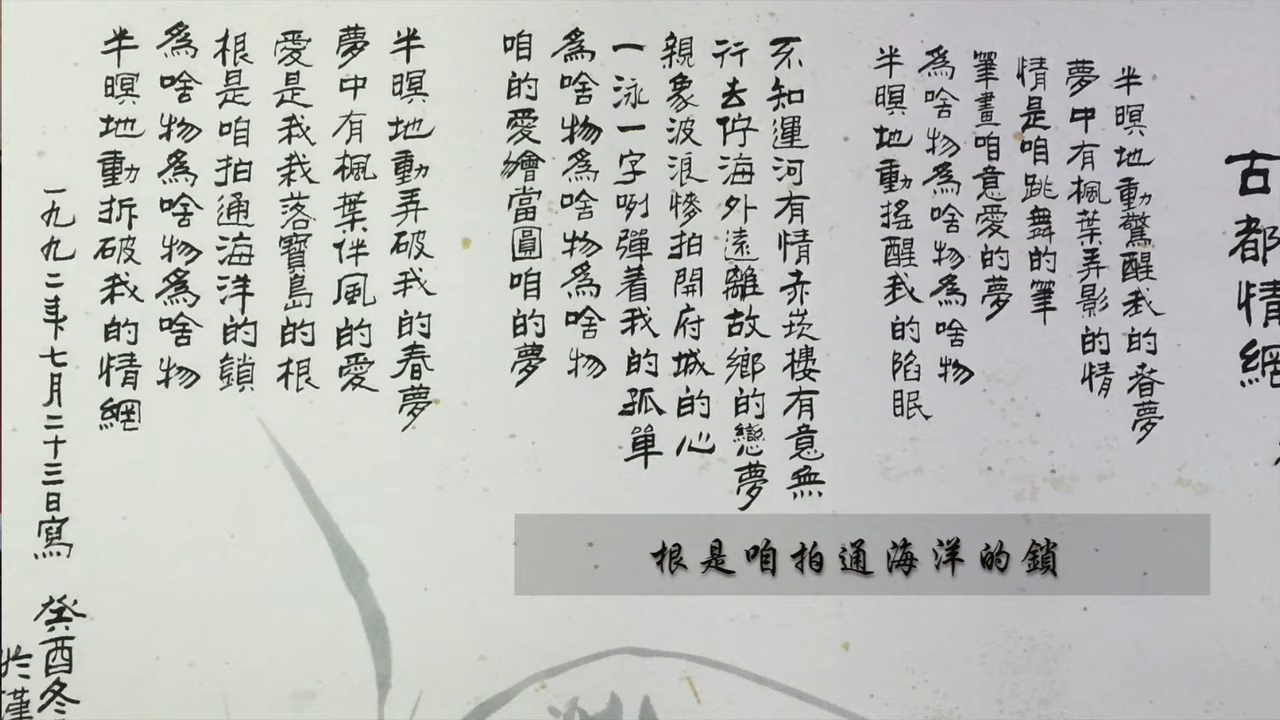 古都情網
半暝地動驚醒我的春夢
夢中有楓葉弄影的情
情是咱跳舞的筆
筆畫咱意愛的夢
為啥物為啥物為啥物
半暝地動搖醒我的陷眠
不知運河有情赤崁樓有意無
行去佇海外遠離故鄉的戀夢
親象波浪慘拍開府城的心
一泳一字咧彈着我的孤單
為啥物為啥物為啥物
咱的愛繪當圓咱的夢
半暝地動弄破我的春夢
夢中有楓葉伴風的愛
愛是我栽落寶島的根
根是咱拍通海洋的鎖
為啥物為啥物為啥物
半暝地動拆破我的情網
一九九二年七月二十三日寫 癸酉冬
於漢
根是咱拍通海洋的鎖